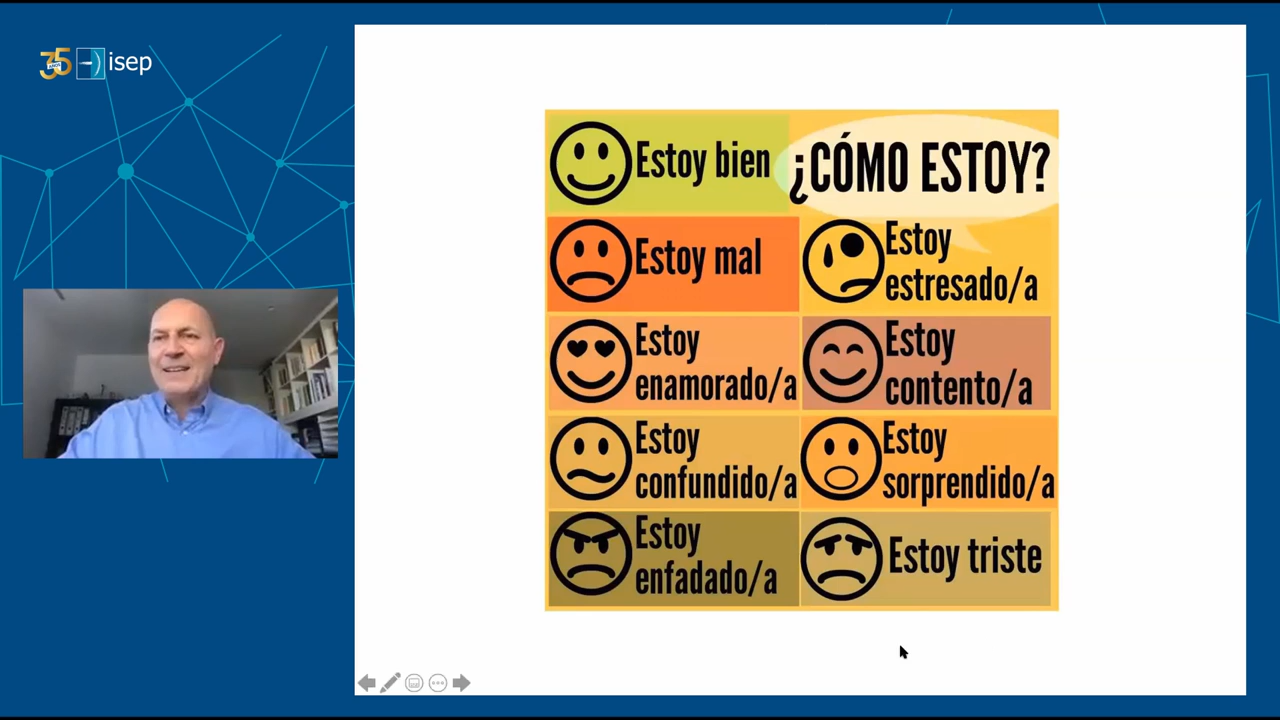 35
isep
Estoy bien
¿CÓMO ESTOY?
Estoy mal
Estoy
estresado/a
Estoy
enamorado/a
Estoy
contento/a
Estoy
confundido/a
Estoy
sorprendido/a
Estoy
enfadado/a
Estoy triste